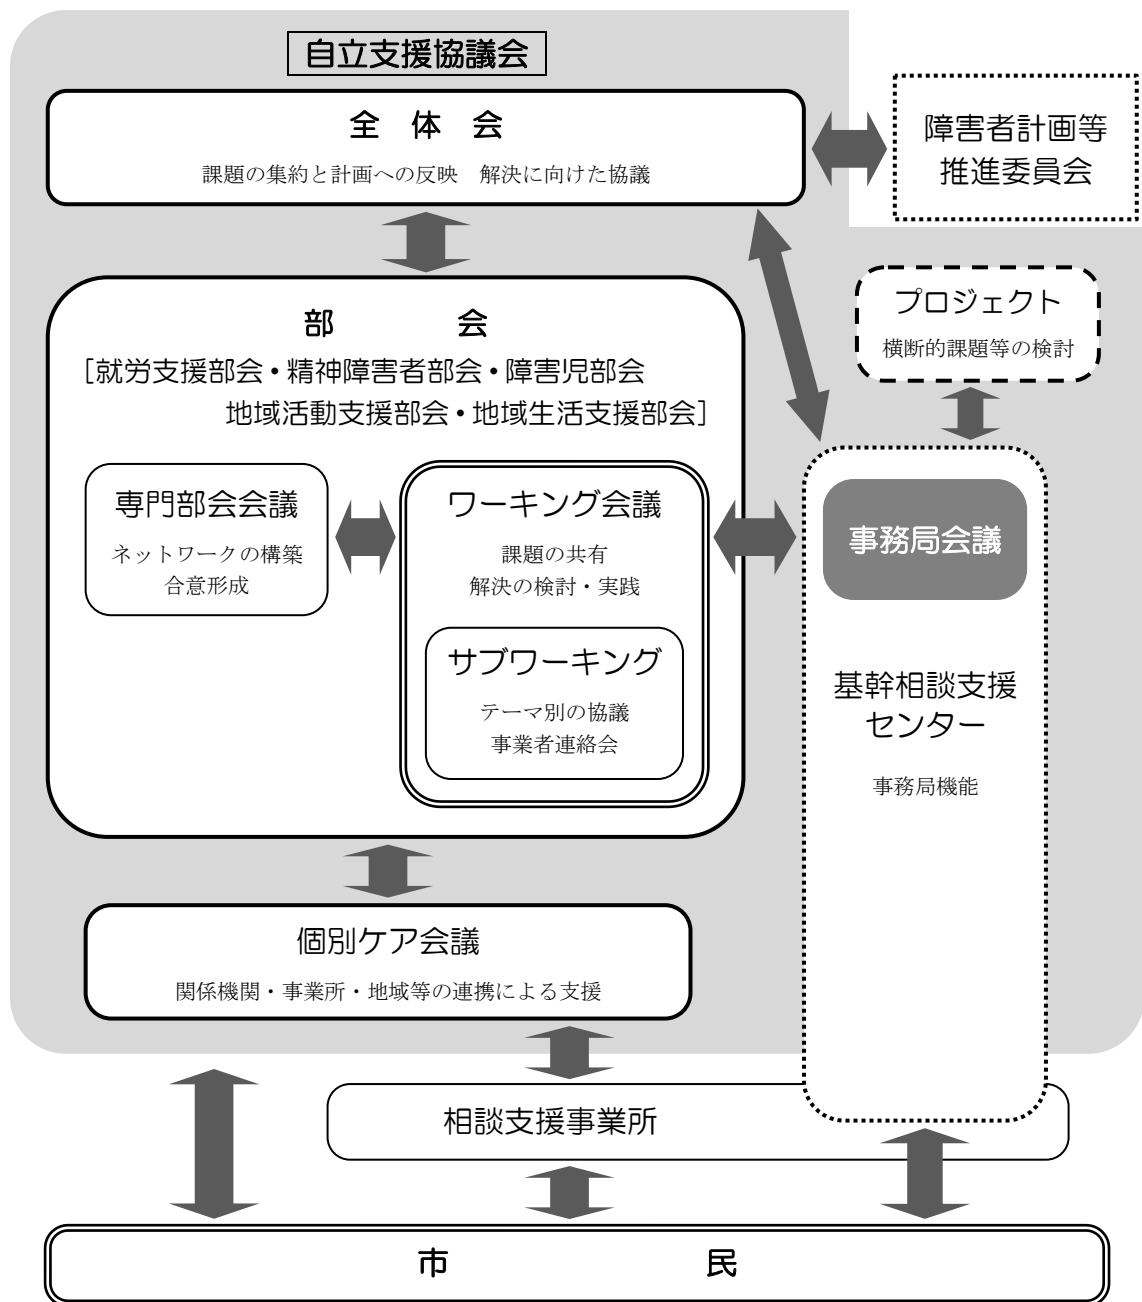 自立支援協議会
全　体　会
課題の集約と計画への反映　解決に向けた協議
障害者計画等
推進委員会
プロジェクト
横断的課題等の検討
部　　　会
［就労支援部会・精神障害者部会・障害児部会
地域活動支援部会・地域生活支援部会］
専門部会会議
ネットワークの構築
合意形成
ワーキング会議
課題の共有
解決の検討・実践
サブワーキング
テーマ別の協議
事業者連絡会
事務局会議
基幹相談支援
センター
事務局機能
個別ケア会議
関係機関・事業所・地域等の連携による支援
相談支援事業所
市　　　民